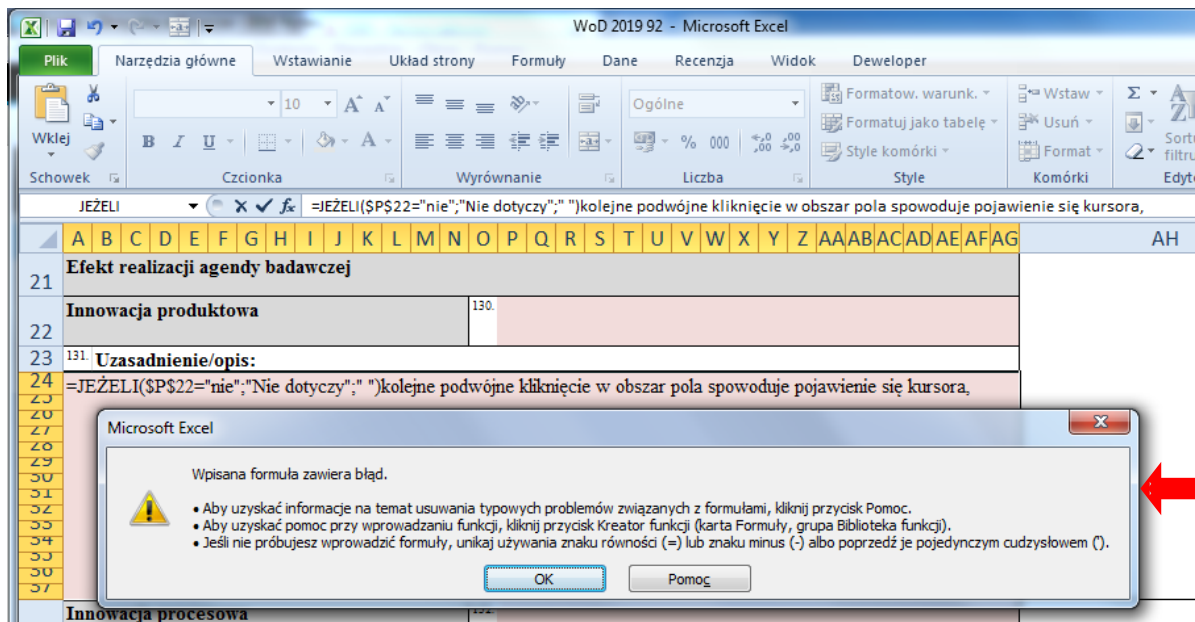 WoD 2019 92 - Microsoft Excel
Plik Narzędzia główne Wstawianie Układ strony Formuły Dane Recenzja Widok Deweloper
10 Ogólne Formatow. warunk. Wstaw
Wklej Formatuj jako tabelę Usuń
B I U % 000 Style komórki Format
Schowek Czcionka Wyrównanie Liczba Style Komórki
JEŻELI fx =JEŻELI($P$22="nie";"Nie dotyczy";" ")kolejne podwójne kliknięcie w obszar pola spowoduje pojawienie się kursora,
A B C D E F G H I J K L M N O P Q R S T U V W X Y Z AA AB AC AD AE AF AG AH
21 Efekt realizacji agendy badawczej
22 Innowacja produktowa 130.
23 131. Uzasadnienie/opis:
24 =JEŻELI($P$22="nie";"Nie dotyczy";" ")kolejne podwójne kliknięcie w obszar pola spowoduje pojawienie się kursora,
Microsoft Excel
Wpisana formuła zawiera błąd.
• Aby uzyskać informacje na temat usuwania typowych problemów związanych z formułami, kliknij przycisk Pomoc.
• Aby uzyskać pomoc przy wprowadzaniu funkcji, kliknij przycisk Kreator funkcji (karta Formuły, grupa Biblioteka funkcji).
• Jeśli nie próbujesz wprowadzić formuły, unikaj używania znaku równości (=) lub znaku minus (-) albo poprzedź je pojedynczym cudzysłowem (').
OK Pomoc
Innowacja procesowa